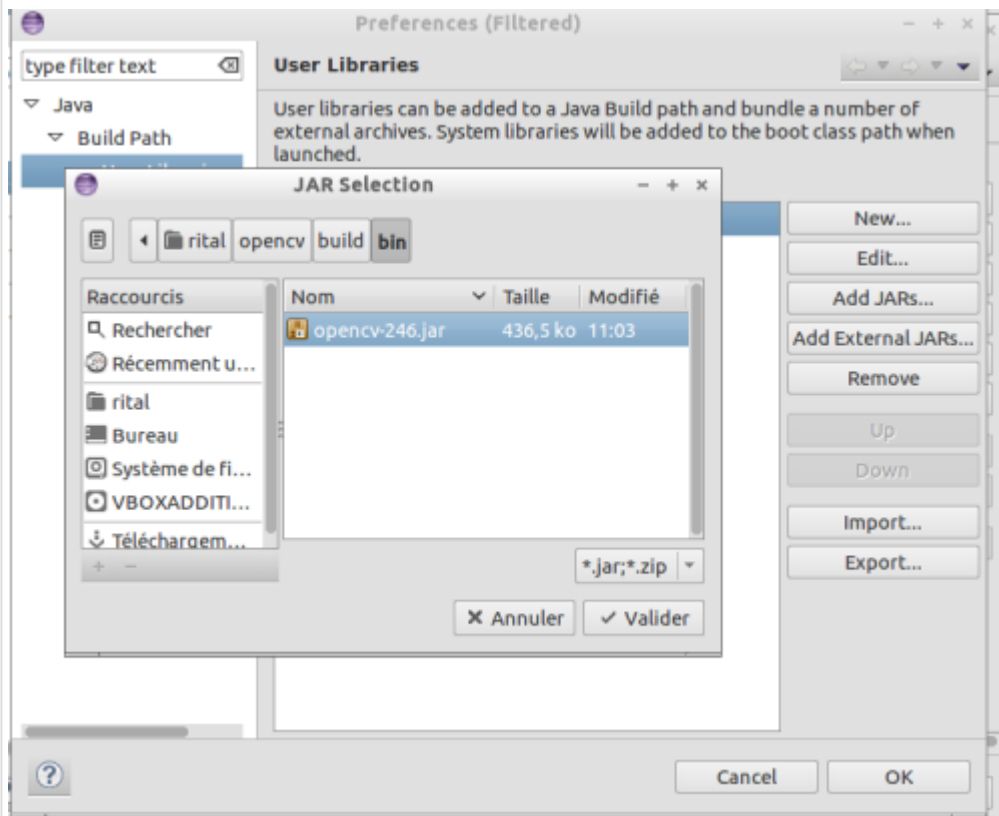 Preferences (Filtered)
type filter text
User Libraries
Java
Build Path
User libraries can be added to a Java Build path and bundle a number of
external archives. System libraries will be added to the boot class path when
launched.
JAR Selection
rital
opencv
build
bin
Raccourcis
Rechercher
Récemment u...
rital
Bureau
Système de fi...
VBOXADDITI...
Téléchargem...
Nom
Taille
Modifié
opencv-246.jar
436,5 ko
11:03
*.jar;*.zip
Annuler
Valider
New...
Edit...
Add JARs...
Add External JARs...
Remove
Up
Down
Import...
Export...
Cancel
OK